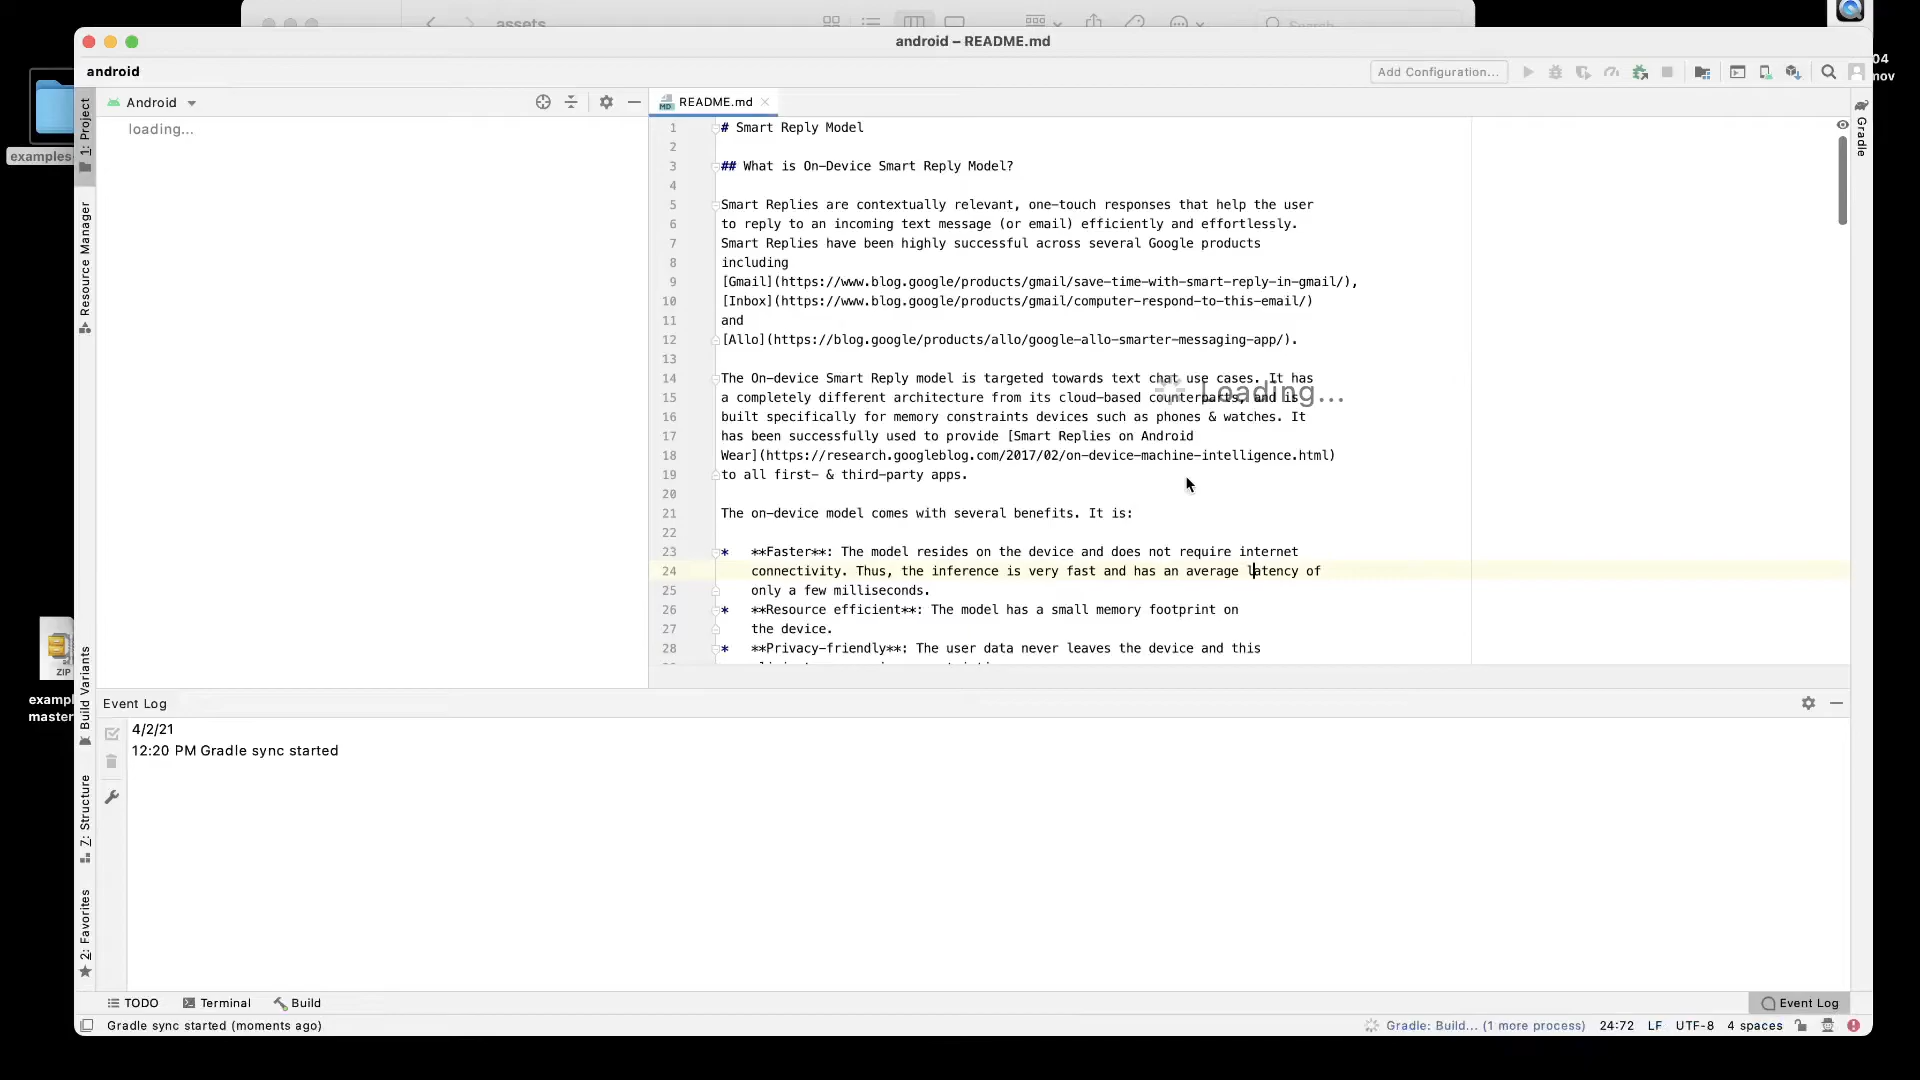 assets
Search
android – README.md
04
mov
android
Add Configuration...
1: Project
Android
README.md
loading...
Gradle
examples
Resource Manager
1 # Smart Reply Model
2
3 ## What is On-Device Smart Reply Model?
4
5 Smart Replies are contextually relevant, one-touch responses that help the user
6 to reply to an incoming text message (or email) efficiently and effortlessly.
7 Smart Replies have been highly successful across several Google products
8 including
9 [Gmail](https://www.blog.google/products/gmail/save-time-with-smart-reply-in-gmail/),
10 [Inbox](https://www.blog.google/products/gmail/computer-respond-to-this-email/)
11 and
12 [Allo](https://blog.google/products/allo/google-allo-smarter-messaging-app/).
13
14 The On-device Smart Reply model is targeted towards text chat use cases. It has
Loading...
15 a completely different architecture from its cloud-based counterparts, and is
16 built specifically for memory constraints devices such as phones & watches. It
17 has been successfully used to provide [Smart Replies on Android
18 Wear](https://research.googleblog.com/2017/02/on-device-machine-intelligence.html)
19 to all first- & third-party apps.
20
21 The on-device model comes with several benefits. It is:
22
23 * **Faster**: The model resides on the device and does not require internet
24 connectivity. Thus, the inference is very fast and has an average latency of
25 only a few milliseconds.
26 * **Resource efficient**: The model has a small memory footprint on
27 the device.
28 * **Privacy-friendly**: The user data never leaves the device and this
ZIP
exampl
master
Build Variants
Event Log
4/2/21
12:20 PM Gradle sync started
7: Structure
2: Favorites
TODO
Terminal
Build
Event Log
Gradle sync started (moments ago)
Gradle: Build... (1 more process)
24:72
LF
UTF-8
4 spaces